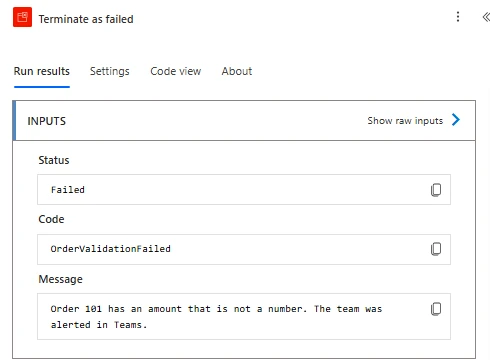 Terminate as failed
Run results Settings Code view About
INPUTS Show raw inputs
Status
Failed
Code
OrderValidationFailed
Message
Order 101 has an amount that is not a number. The team was
alerted in Teams.